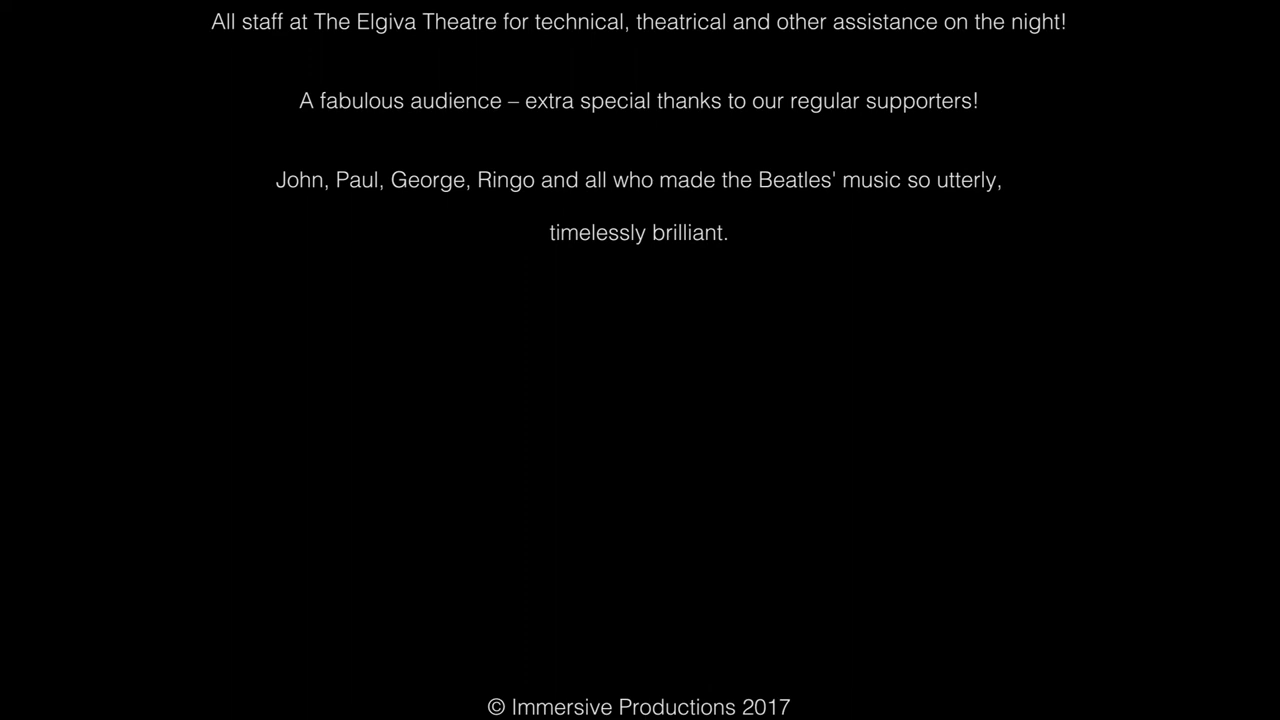 All staff at The Elgiva Theatre for technical, theatrical and other assistance on the night!
A fabulous audience – extra special thanks to our regular supporters!
John, Paul, George, Ringo and all who made the Beatles' music so utterly,
timelessly brilliant.
© Immersive Productions 2017